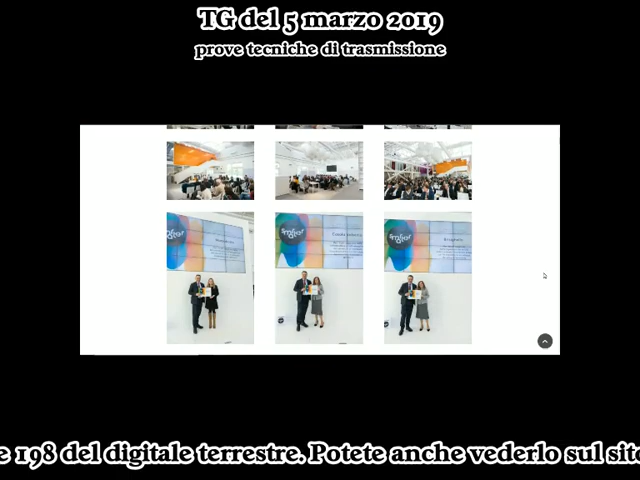 TG del 5 marzo 2019
prove tecniche di trasmissione
e 198 del digitale terrestre. Potete anche vederlo sul sito